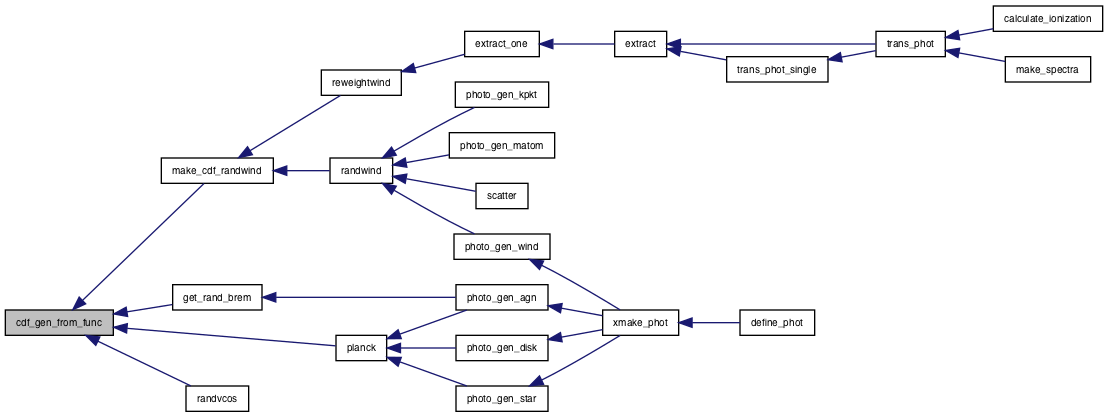 calculate_ionization
extract_one
extract
trans_phot
trans_phot_single
make_spectra
reweightwind
photo_gen_kpkt
photo_gen_matom
make_cdf_randwind
randwind
scatter
photo_gen_wind
get_rand_brem
photo_gen_agn
cdf_gen_from_func
xmake_phot
define_phot
planck
photo_gen_disk
randvcos
photo_gen_star